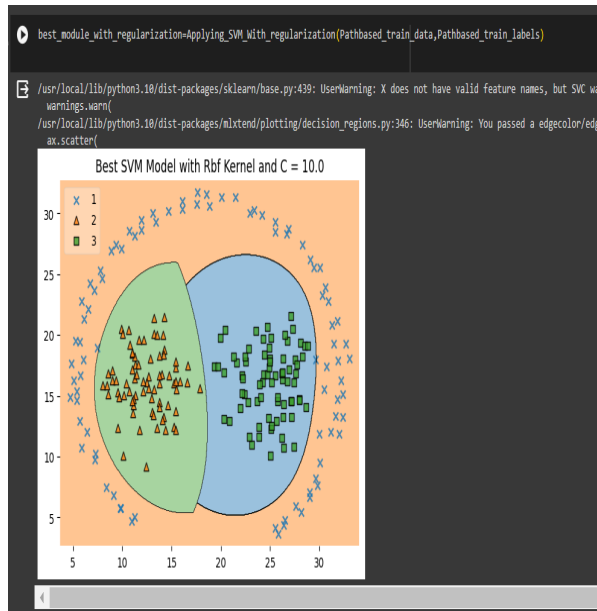 best_module_with_regularization=Applying_SVM_With_regularization(Pathbased_train_data,Pathbased_train_labels)
/usr/local/lib/python3.10/dist-packages/sklearn/base.py:439: UserWarning: X does not have valid feature names, but SVC wa
warnings.warn(
/usr/local/lib/python3.10/dist-packages/mlxtend/plotting/decision_regions.py:346: UserWarning: You passed a edgecolor/edg
ax.scatter(
Best SVM Model with Rbf Kernel and C = 10.0
1
2
3
30
25
20
15
10
5
5 10 15 20 25 30